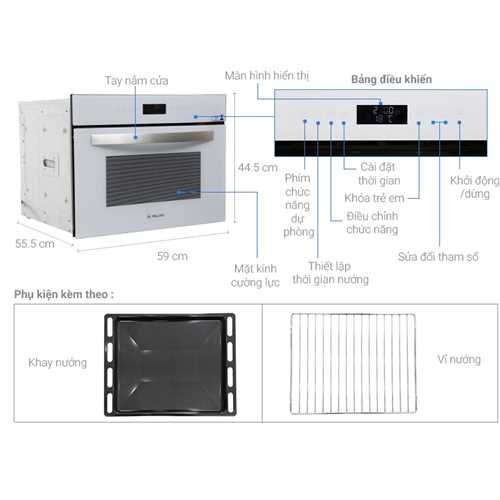 Tay nắm cửa
Màn hình hiển thị
Bảng điều khiển
44.5 cm
55.5 cm
59 cm
Mặt kính
cường lực
Phím
chức
năng
dự
phòng
Thiết lập
thời gian nướng
Điều chỉnh
chức năng
Cài đặt
thời gian
Khóa trẻ em
Sửa đổi tham số
Khởi động
/dừng
Phụ kiện kèm theo :
Khay nướng
Vỉ nướng